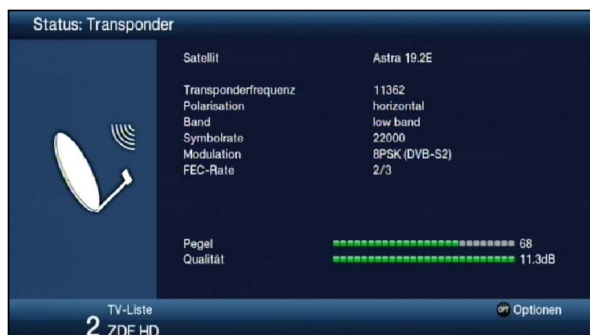 Status: Transponder
Satellit Astra 19.2E
Transponderfrequenz 11362
Polarisation horizontal
Band low band
Symbolrate 22000
Modulation 8PSK (DVB-S2)
FEC-Rate 2/3
Pegel 68
Qualität 11.3dB
TV-Liste
OPT Optionen
2 ZDF HD